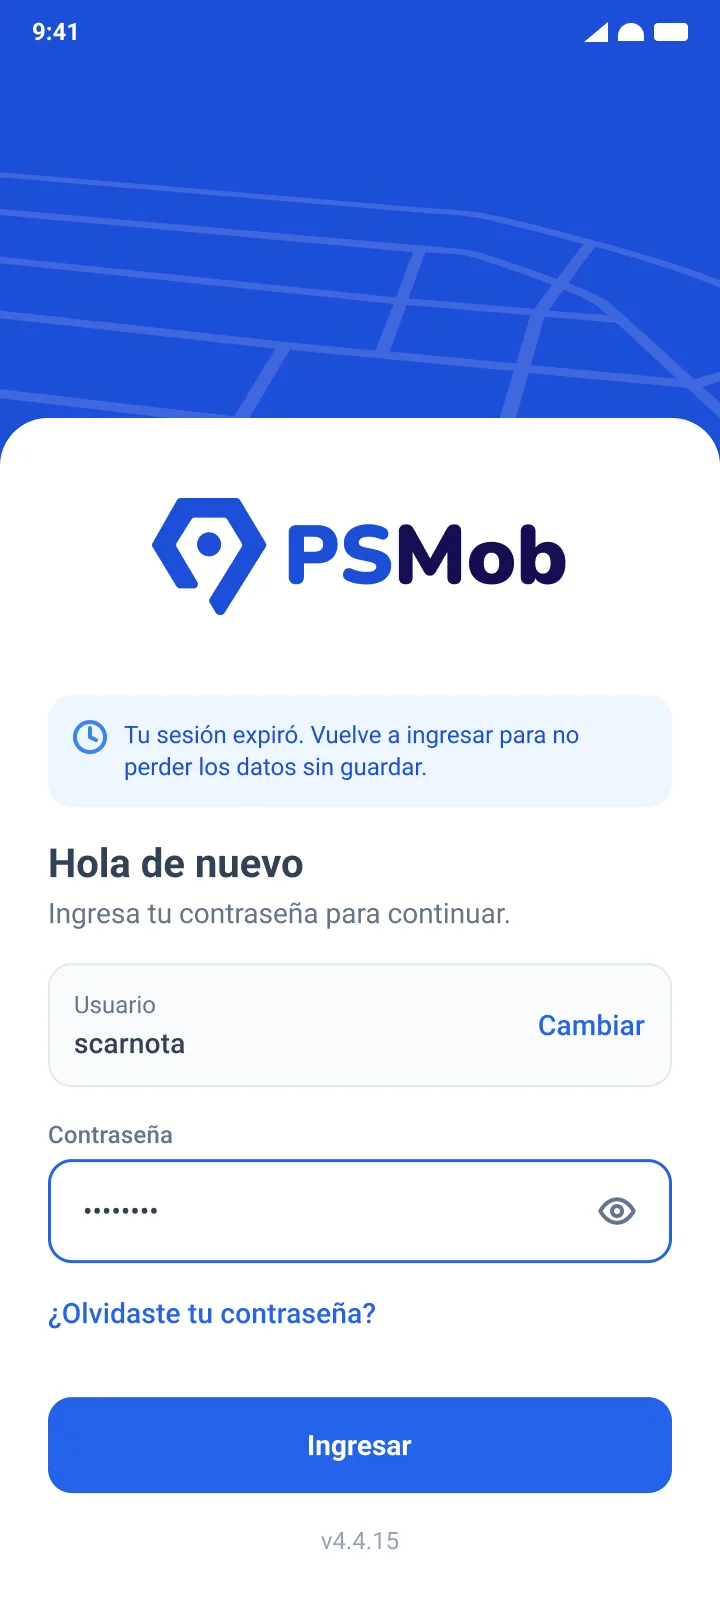 9:41
PSMob
Tu sesión expiró. Vuelve a ingresar para no
perder los datos sin guardar.
Hola de nuevo
Ingresa tu contraseña para continuar.
Usuario
scarnota
Cambiar
Contraseña
••••••••
¿Olvidaste tu contraseña?
Ingresar
v4.4.15